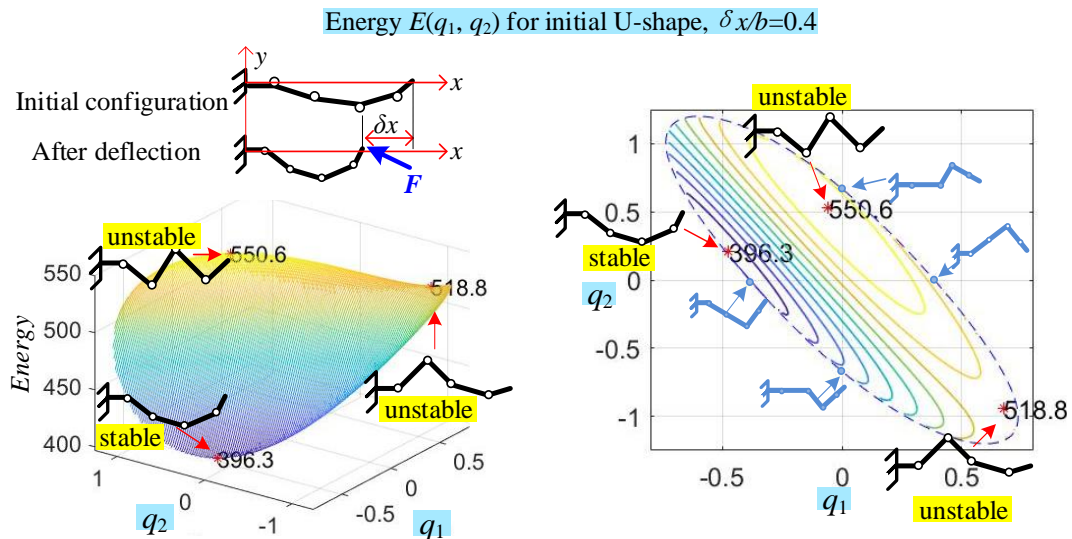 Energy E(q₁, q₂) for initial U-shape, δx/b=0.4
y
x
Initial configuration
δx
After deflection
x
F
unstable
550.6
518.8
550
500
450
400
Energy
stable
396.3
unstable
1
0
-1
q₂
-0.5
0
0.5
q₁
unstable
1
0.5
0
-0.5
-1
q₂
550.6
stable
396.3
518.8
-0.5
0
0.5
q₁
unstable